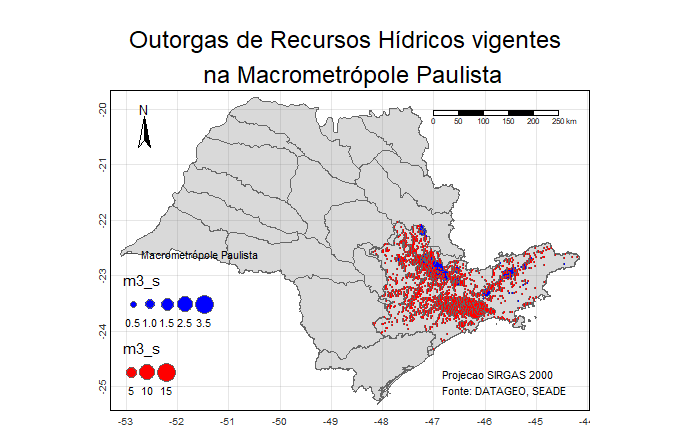 Outorgas de Recursos Hídricos vigentes
na Macrometrópole Paulista
N
0 50 100 150 200 250 km
-20
-21
-22
-23
-24
-25
Macrometrópole Paulista
m3_s
0.5 1.0 1.5 2.5 3.5
m3_s
5 10 15
Projecao SIRGAS 2000
Fonte: DATAGEO, SEADE
-53 -52 -51 -50 -49 -48 -47 -46 -45 -44